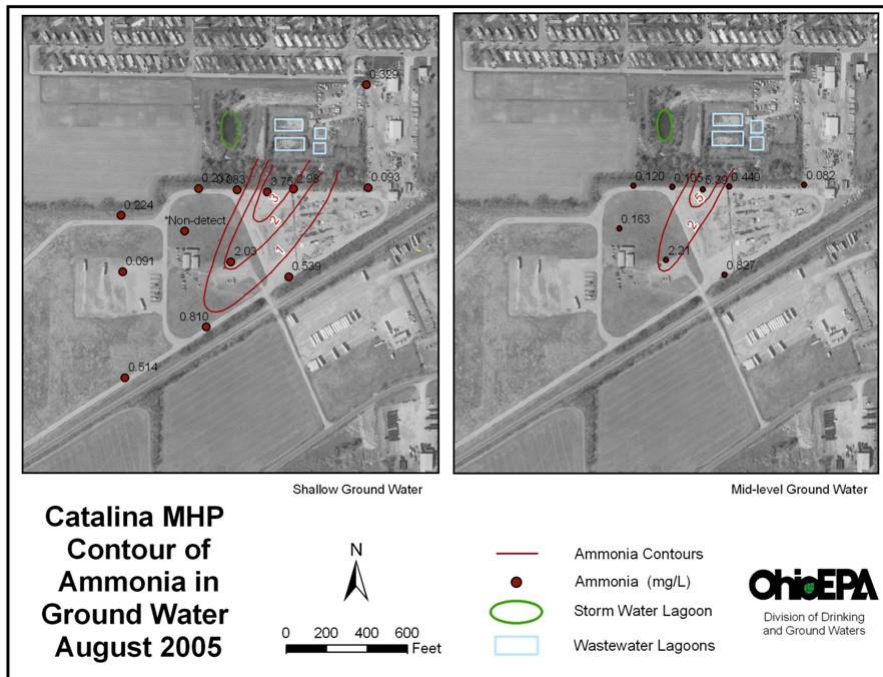 0.329
0.083
3.75
2.98
0.093
0.224
*Non-detect
0.091
2.03
0.539
0.810
0.514
3
2
1
Shallow Ground Water
0.120
0.105
5.39
0.440
0.082
0.163
2.21
0.827
5
2
Mid-level Ground Water
Catalina MHP
Contour of
Ammonia in
Ground Water
August 2005
N
0 200 400 600
Feet
Ammonia Contours
Ammonia (mg/L)
Storm Water Lagoon
Wastewater Lagoons
OhioEPA
Division of Drinking
and Ground Waters